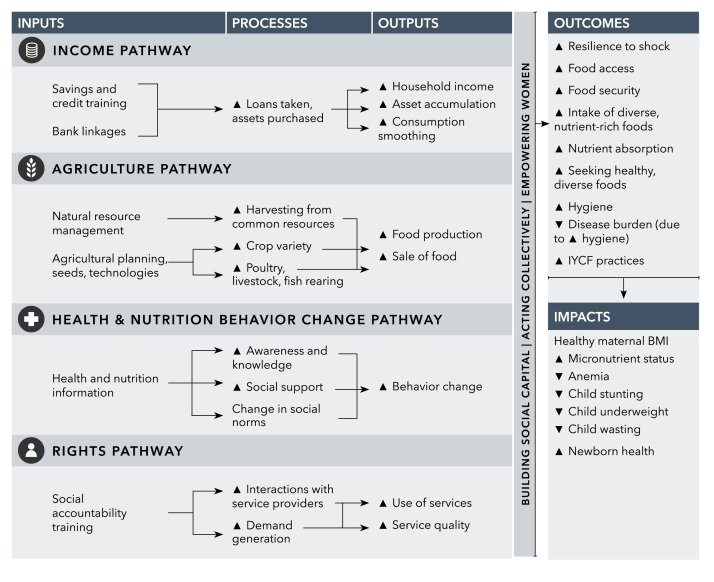 INPUTS
PROCESSES
OUTPUTS
INCOME PATHWAY
Savings and
credit training
Bank linkages
▲ Loans taken,
assets purchased
▲ Household income
▲ Asset accumulation
▲ Consumption
smoothing
AGRICULTURE PATHWAY
Natural resource
management
Agricultural planning,
seeds, technologies
▲ Harvesting from
common resources
▲ Crop variety
▲ Poultry,
livestock, fish rearing
▲ Food production
▲ Sale of food
HEALTH & NUTRITION BEHAVIOR CHANGE PATHWAY
Health and nutrition
information
▲ Awareness and
knowledge
▲ Social support
Change in social
norms
▲ Behavior change
RIGHTS PATHWAY
Social
accountability
training
▲ Interactions with
service providers
▲ Demand
generation
▲ Use of services
▲ Service quality
BUILDING SOCIAL CAPITAL | ACTING COLLECTIVELY | EMPOWERING WOMEN
OUTCOMES
▲ Resilience to shock
▲ Food access
▲ Food security
▲ Intake of diverse,
nutrient-rich foods
▲ Nutrient absorption
▲ Seeking healthy,
diverse foods
▲ Hygiene
▼ Disease burden (due
to ▲ hygiene)
▲ IYCF practices
IMPACTS
Healthy maternal BMI
▲ Micronutrient status
▼ Anemia
▼ Child stunting
▼ Child underweight
▼ Child wasting
▲ Newborn health